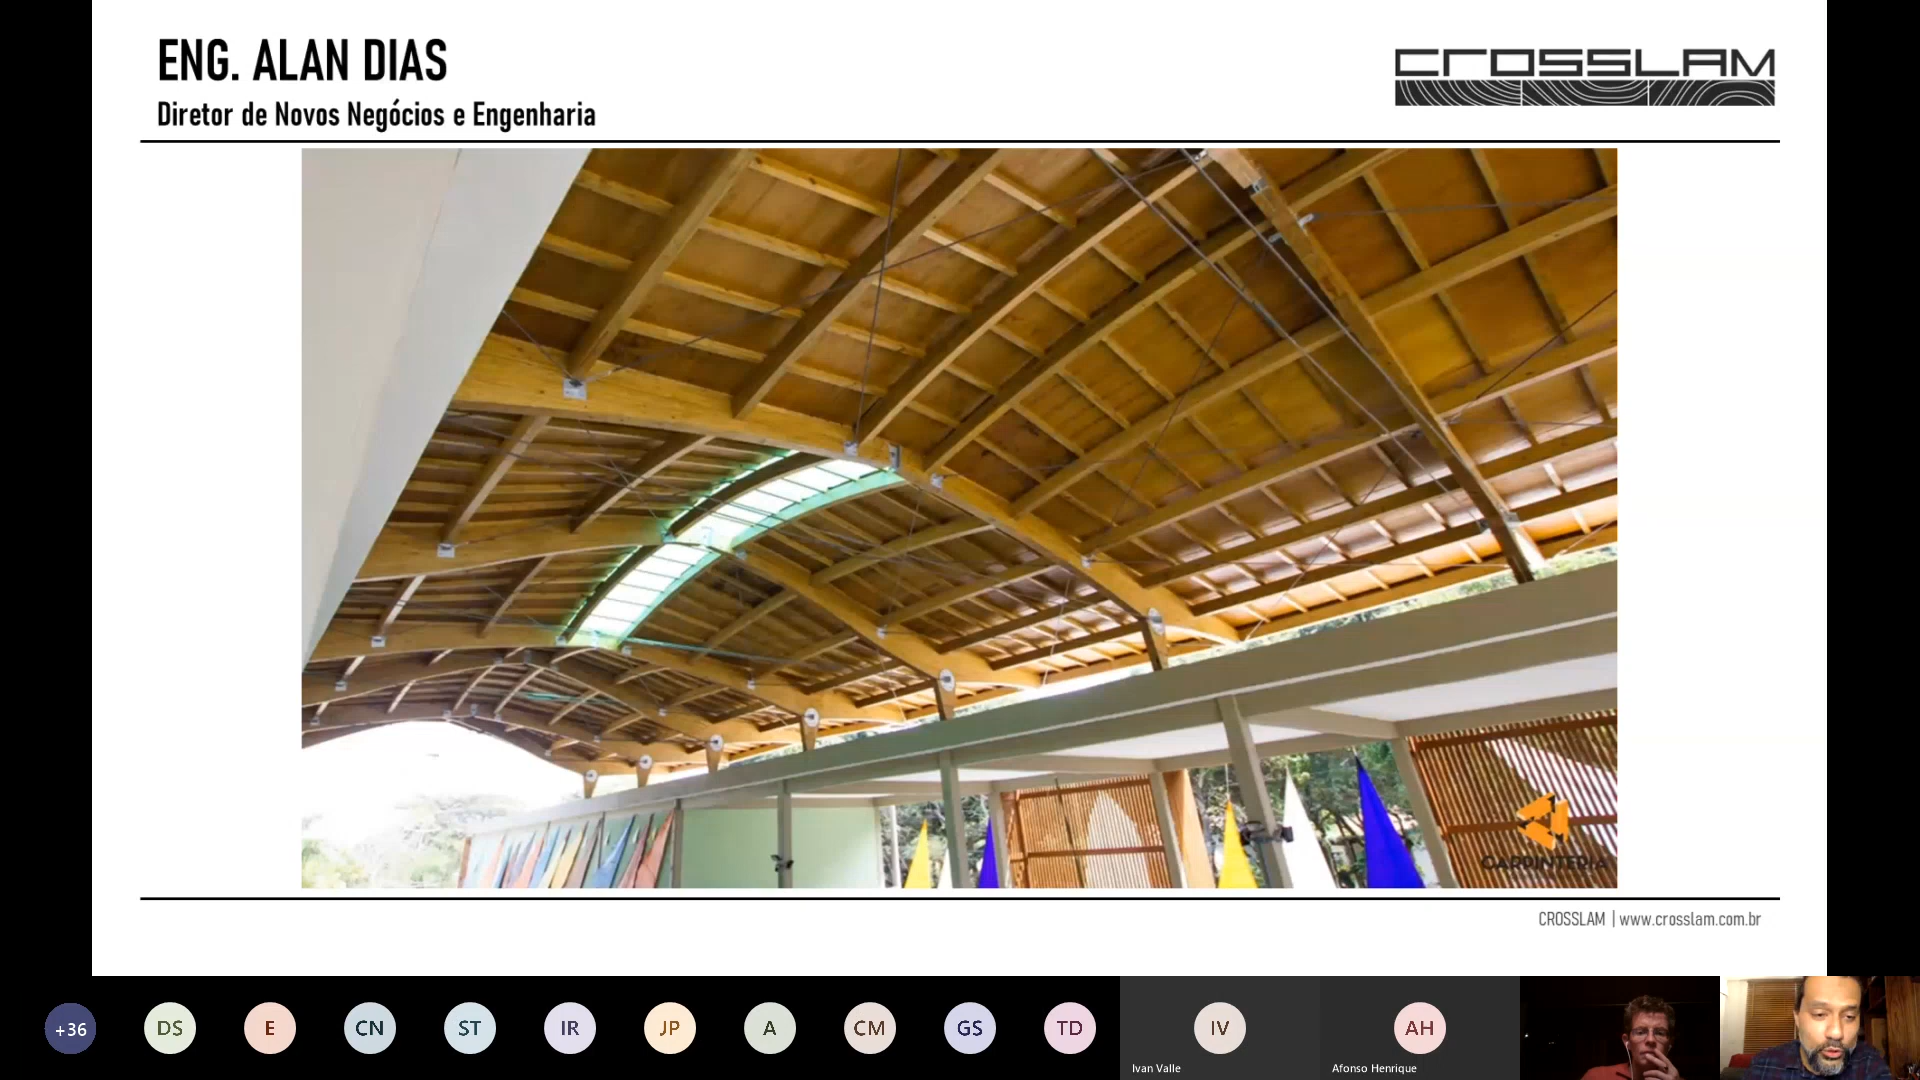 ENG. ALAN DIAS
Diretor de Novos Negócios e Engenharia
CROSSLAM
CARPINTERIA
CROSSLAM | www.crosslam.com.br
+36
DS
E
CN
ST
IR
JP
A
CM
GS
TD
IV
AH
Ivan Valle
Afonso Henrique